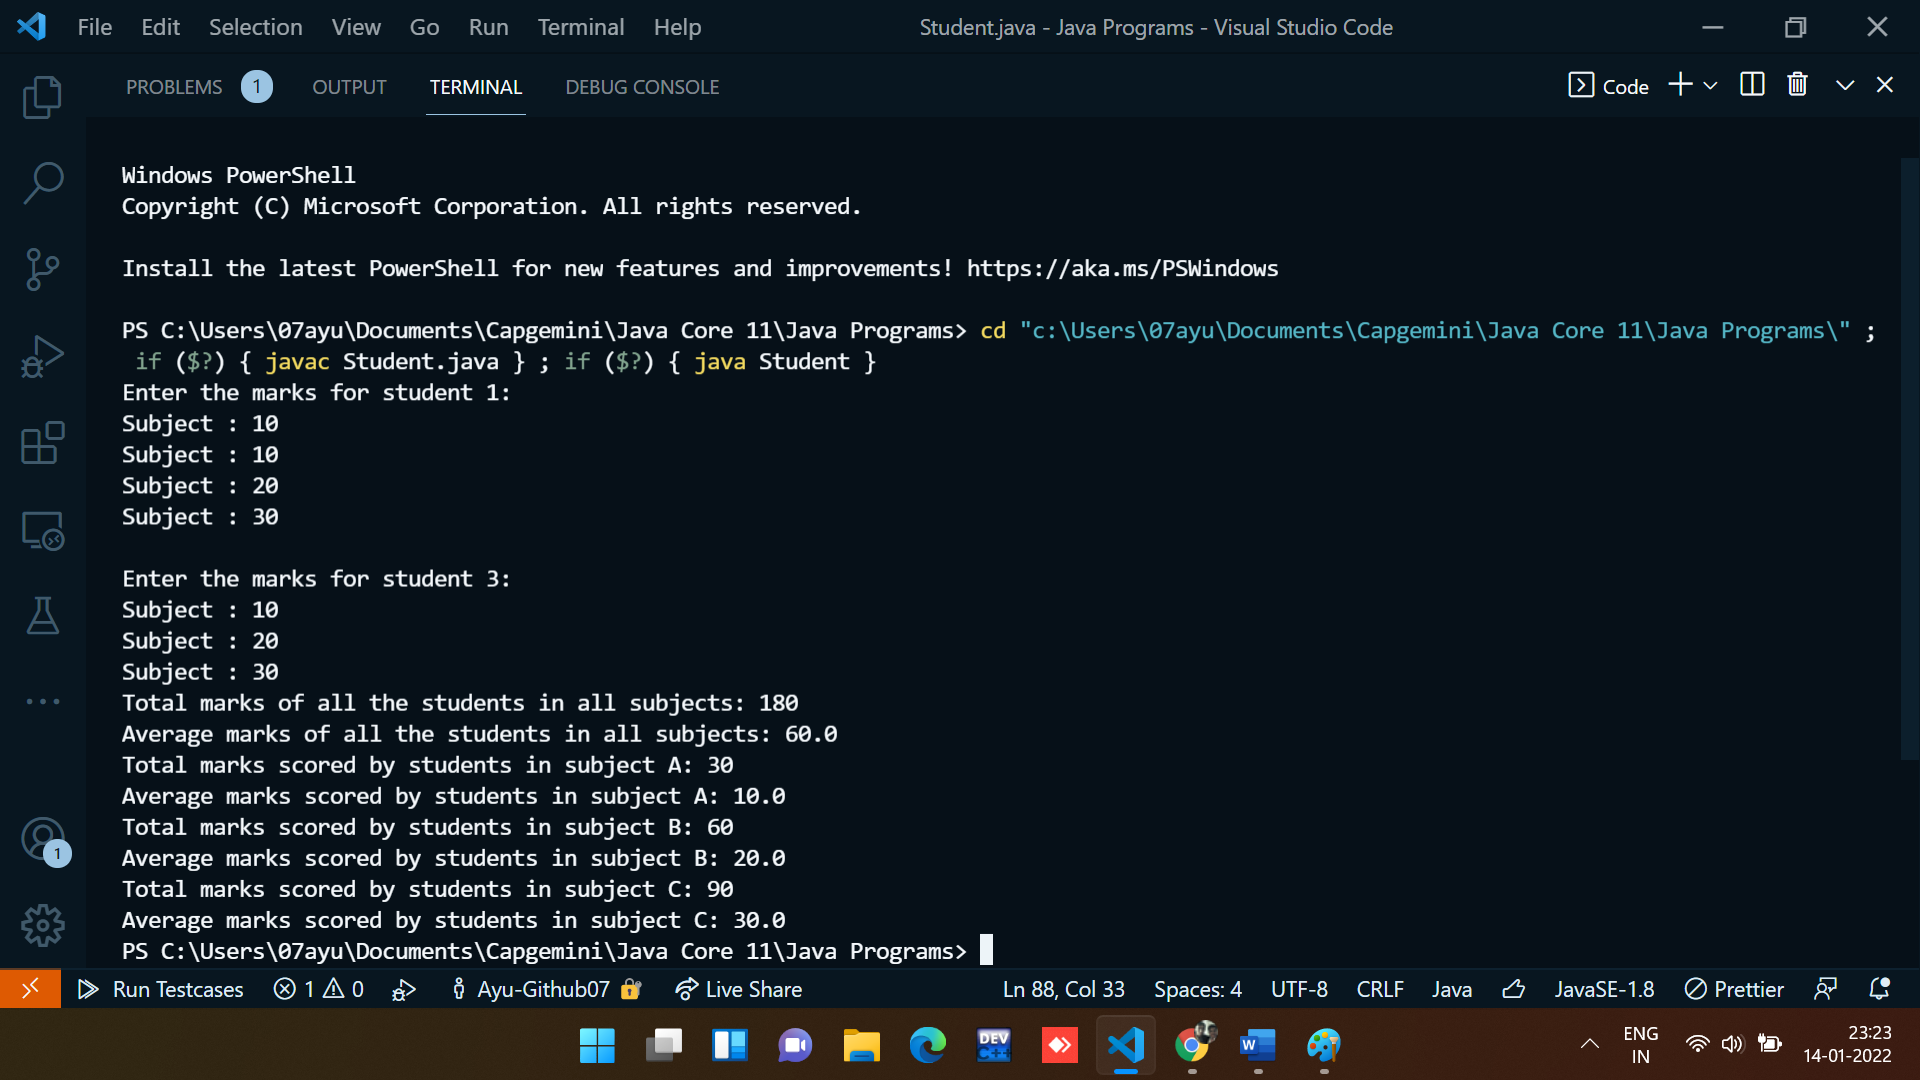 File Edit Selection View Go Run Terminal Help Student.java - Java Programs - Visual Studio Code
PROBLEMS 1 OUTPUT TERMINAL DEBUG CONSOLE Code
Windows PowerShell
Copyright (C) Microsoft Corporation. All rights reserved.
Install the latest PowerShell for new features and improvements! https://aka.ms/PSWindows
PS C:\Users\07ayu\Documents\Capgemini\Java Core 11\Java Programs> cd "c:\Users\07ayu\Documents\Capgemini\Java Core 11\Java Programs\" ;
if ($?) { javac Student.java } ; if ($?) { java Student }
Enter the marks for student 1:
Subject : 10
Subject : 10
Subject : 20
Subject : 30
Enter the marks for student 3:
Subject : 10
Subject : 20
Subject : 30
Total marks of all the students in all subjects: 180
Average marks of all the students in all subjects: 60.0
Total marks scored by students in subject A: 30
Average marks scored by students in subject A: 10.0
Total marks scored by students in subject B: 60
Average marks scored by students in subject B: 20.0
Total marks scored by students in subject C: 90
Average marks scored by students in subject C: 30.0
PS C:\Users\07ayu\Documents\Capgemini\Java Core 11\Java Programs>
1
Run Testcases 1 0 Ayu-Github07 Live Share Ln 88, Col 33 Spaces: 4 UTF-8 CRLF Java JavaSE-1.8 Prettier
DEV C++ W ENG 23:23
IN 14-01-2022